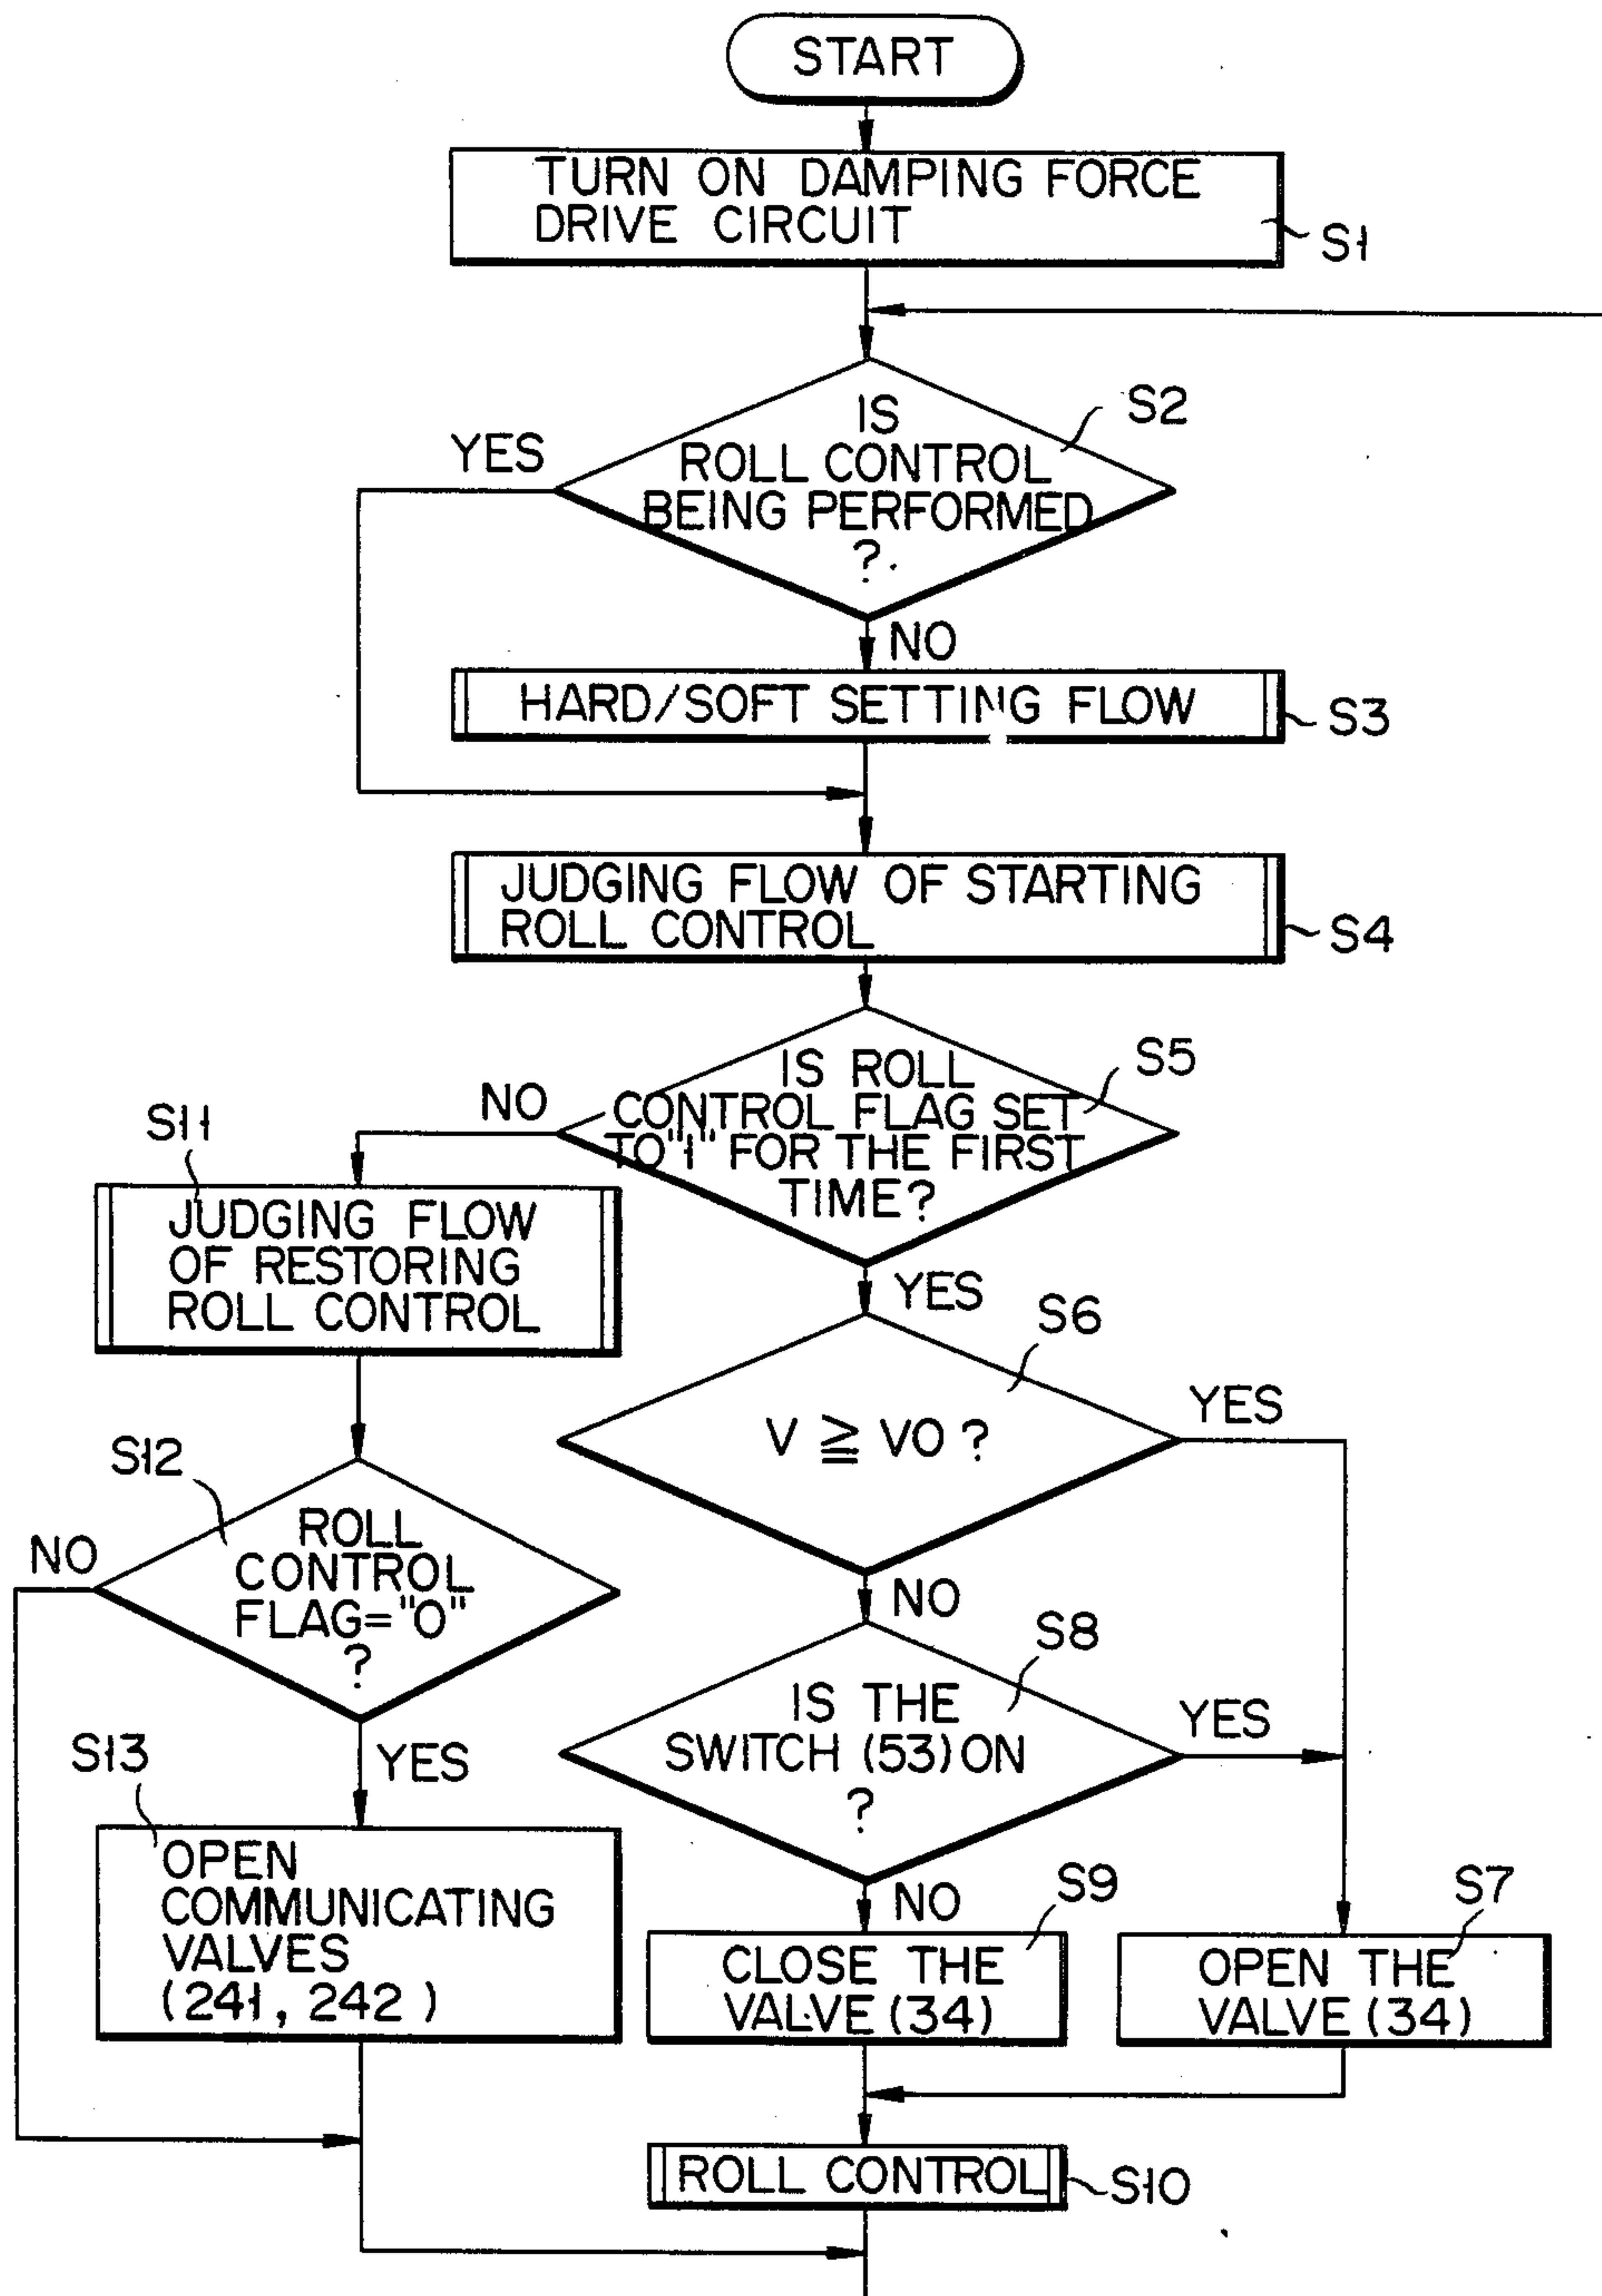 START
TURN ON DAMPING FORCE
DRIVE CIRCUIT
S1
IS
ROLL CONTROL
BEING PERFORMED
?
S2
YES
NO
HARD/SOFT SETTING FLOW
S3
JUDGING FLOW OF STARTING
ROLL CONTROL
S4
IS ROLL
CONTROL FLAG SET
TO "1" FOR THE FIRST
TIME?
S5
NO
YES
S11
JUDGING FLOW
OF RESTORING
ROLL CONTROL
S6
V ≧ VO ?
YES
NO
S12
ROLL
CONTROL
FLAG="0"
?
NO
YES
S8
IS THE
SWITCH (53) ON
?
YES
NO
S13
OPEN
COMMUNICATING
VALVES
(241, 242)
S9
CLOSE THE
VALVE (34)
S7
OPEN THE
VALVE (34)
ROLL CONTROL
S10